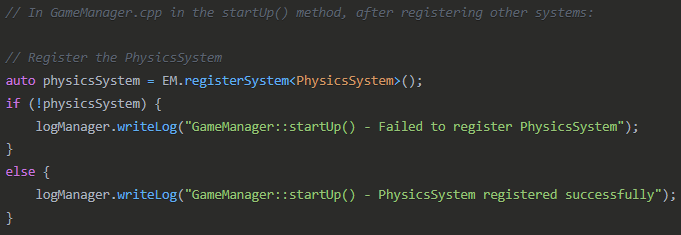 // In GameManager.cpp in the startUp() method, after registering other systems:
// Register the PhysicsSystem
auto physicsSystem = EM.registerSystem<PhysicsSystem>();
if (!physicsSystem) {
    logManager.writeLog("GameManager::startUp() - Failed to register PhysicsSystem");
}
else {
    logManager.writeLog("GameManager::startUp() - PhysicsSystem registered successfully");
}